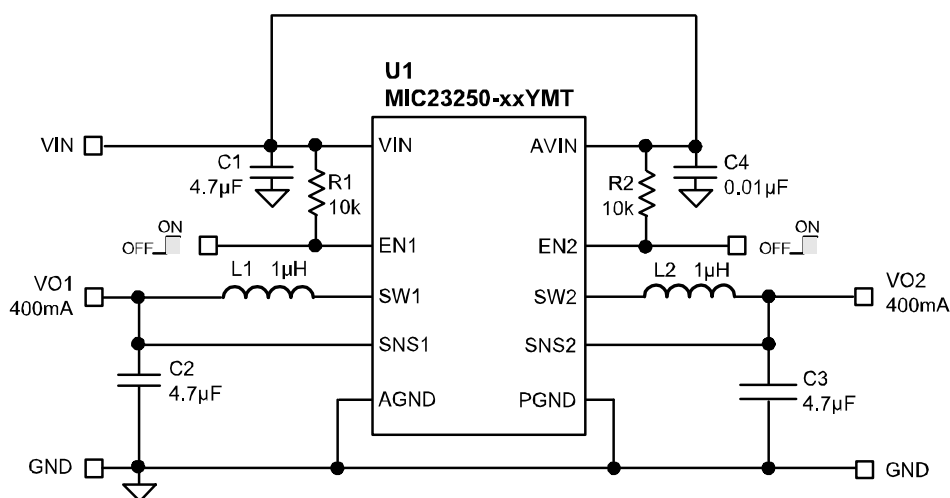 U1
MIC23250-xxYMT
VIN
VIN
AVIN
C1
4.7µF
R1
10k
R2
10k
C4
0.01µF
ON
OFF
EN1
EN2
ON
OFF
VO1
400mA
L1 1µH
SW1
SW2
L2 1µH
VO2
400mA
SNS1
SNS2
C2
4.7µF
C3
4.7µF
AGND
PGND
GND
GND